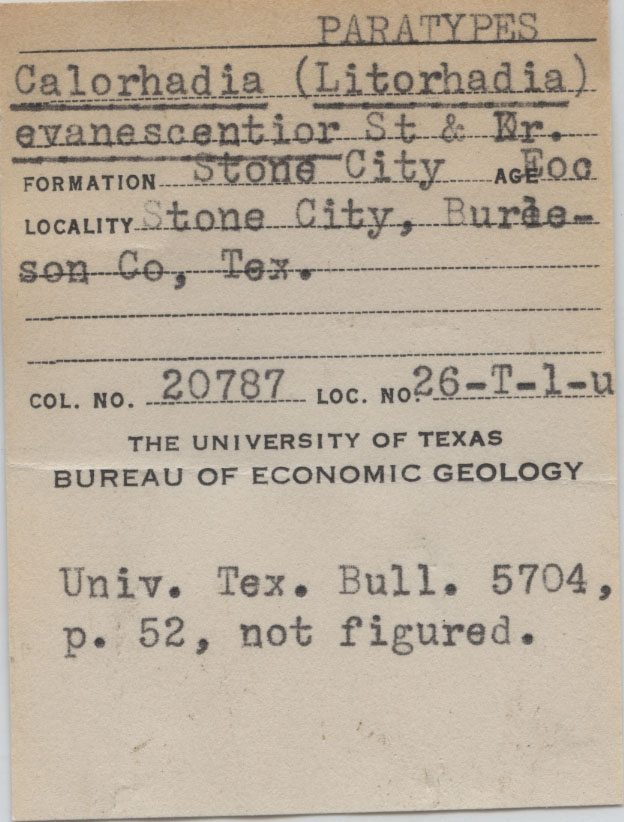 PARATYPES
Calorhadia (Litorhadia)
evanescentior St & Kr.
FORMATION Stone City AGE Eoc
LOCALITY Stone City, Burle-
son Co, Tex.
COL. NO. 20787 LOC. NO. 26-T-1-u
THE UNIVERSITY OF TEXAS
BUREAU OF ECONOMIC GEOLOGY
Univ. Tex. Bull. 5704,
p. 52, not figured.